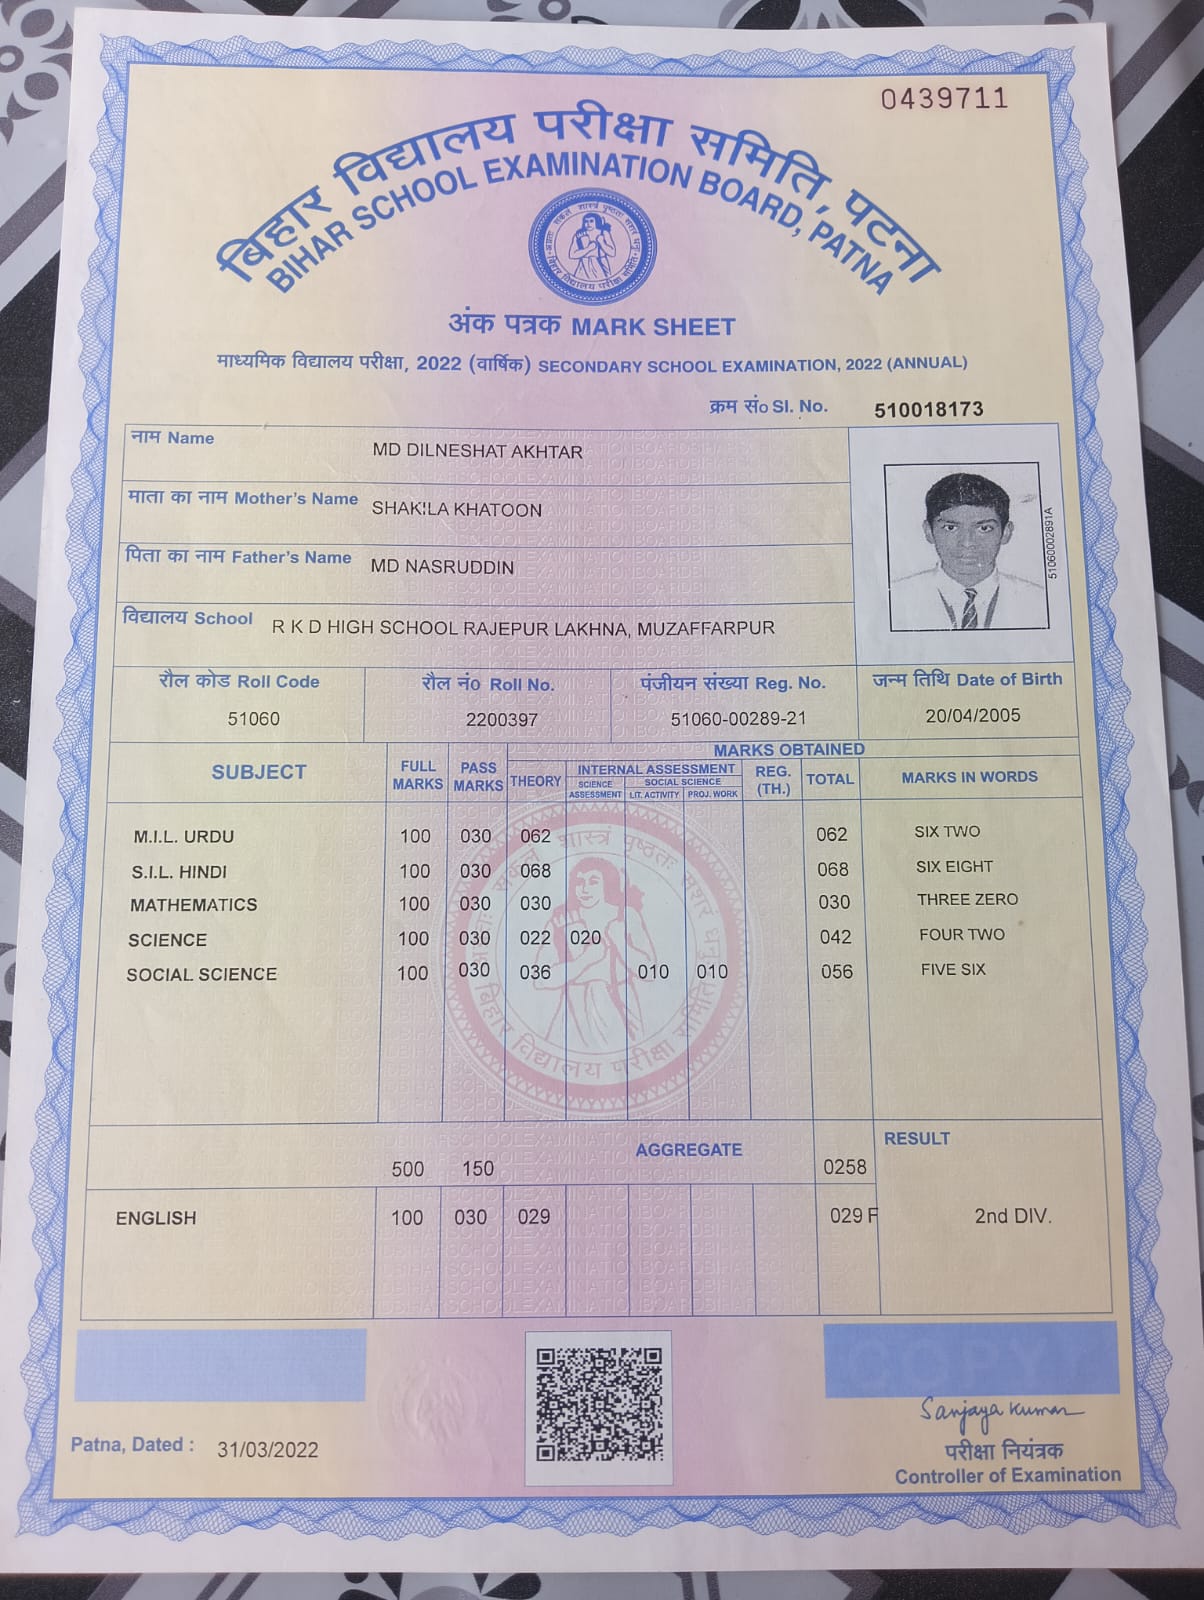 0439711
बिहार विद्यालय परीक्षा समिति, पटना
BIHAR SCHOOL EXAMINATION BOARD, PATNA
अंक पत्रक MARK SHEET
माध्यमिक विद्यालय परीक्षा, 2022 (वार्षिक) SECONDARY SCHOOL EXAMINATION, 2022 (ANNUAL)
क्रम सं० Sl. No. 510018173
नाम Name MD DILNESHAT AKHTAR
माता का नाम Mother's Name SHAKILA KHATOON
पिता का नाम Father's Name MD NASRUDDIN
विद्यालय School R K D HIGH SCHOOL RAJEPUR LAKHNA, MUZAFFARPUR
51060002891A
रौल कोड Roll Code रौल नं० Roll No. पंजीयन संख्या Reg. No. जन्म तिथि Date of Birth
51060 2200397 51060-00289-21 20/04/2005
MARKS OBTAINED
SUBJECT FULL MARKS PASS MARKS THEORY INTERNAL ASSESSMENT REG. (TH.) TOTAL MARKS IN WORDS
SCIENCE ASSESSMENT SOCIAL SCIENCE
LIT. ACTIVITY PROJ. WORK
M.I.L. URDU 100 030 062 062 SIX TWO
S.I.L. HINDI 100 030 068 068 SIX EIGHT
MATHEMATICS 100 030 030 030 THREE ZERO
SCIENCE 100 030 022 020 042 FOUR TWO
SOCIAL SCIENCE 100 030 036 010 010 056 FIVE SIX
AGGREGATE RESULT
500 150 0258
ENGLISH 100 030 029 029 F 2nd DIV.
COPY
Sanjaya Kumar
Patna, Dated : 31/03/2022
परीक्षा नियंत्रक
Controller of Examination